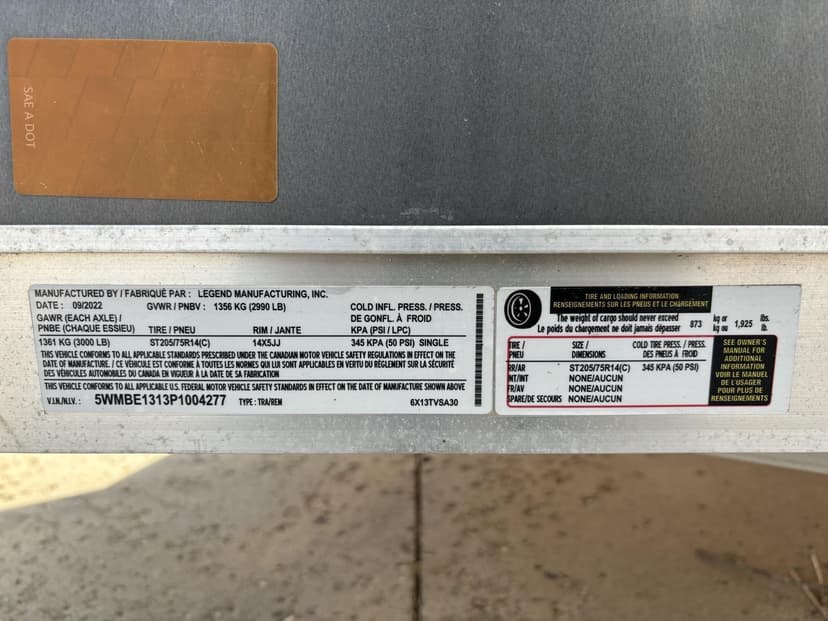 SAE A DOT
MANUFACTURED BY / FABRIQUÉ PAR : LEGEND MANUFACTURING, INC.
DATE : 09/2022 GVWR / PNBV : 1356 KG (2990 LB) COLD INFL. PRESS. / PRESS.
GAWR (EACH AXLE) / DE GONFL. À FROID
PNBE (CHAQUE ESSIEU) TIRE / PNEU RIM / JANTE KPA (PSI / LPC)
1361 KG (3000 LB) ST205/75R14(C) 14X5JJ 345 KPA (50 PSI) SINGLE
THIS VEHICLE CONFORMS TO ALL APPLICABLE STANDARDS PRESCRIBED UNDER THE CANADIAN MOTOR VEHICLE SAFETY REGULATIONS IN EFFECT ON THE
DATE OF MANUFACTURE. / CE VÉHICULE EST CONFORME À TOUTES LES NORMES QUI LUI SONT APPLICABLES EN VERTU DU RÈGLEMENT SUR LA SÉCURITÉ
DES VÉHICULES AUTOMOBILES DU CANADA EN VIGUEUR À LA DATE DE SA FABRICATION
THIS VEHICLE CONFORMS TO ALL APPLICABLE U.S. FEDERAL MOTOR VEHICLE SAFETY STANDARDS IN EFFECT ON THE DATE OF MANUFACTURE SHOWN ABOVE
V.I.N./N.I.V. : 5WMBE1313P1004277 TYPE : TRA/REM 6X13TVSA30
TIRE AND LOADING INFORMATION
RENSEIGNEMENTS SUR LES PNEUS ET LE CHARGEMENT
The weight of cargo should never exceed 873 kg or 1,925 lbs.
Le poids du chargement ne doit jamais dépasser kg ou lb.
TIRE / SIZE / COLD TIRE PRESS. / PRESS.
PNEU DIMENSIONS DES PNEUS À FROID
RR/AR ST205/75R14(C) 345 KPA (50 PSI)
INT/INT NONE/AUCUN
FR/AV NONE/AUCUN
SPARE/DE SECOURS NONE/AUCUN
SEE OWNER'S
MANUAL FOR
ADDITIONAL
INFORMATION
VOIR LE MANUEL
DE L'USAGER
POUR PLUS DE
RENSEIGNEMENTS